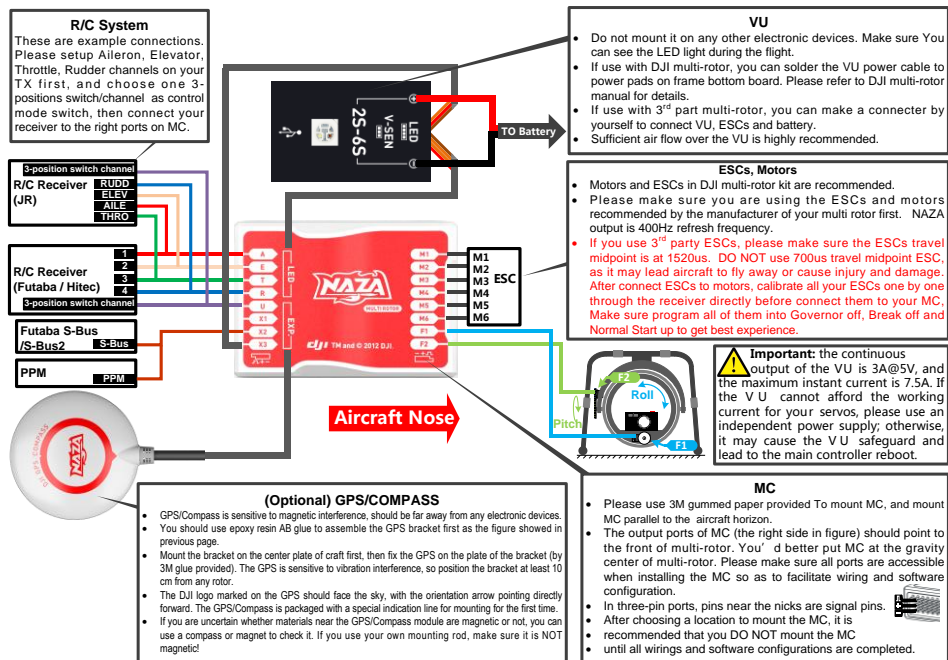 R/C System
These are example connections.
Please setup Aileron, Elevator,
Throttle, Rudder channels on your
TX first, and choose one 3-
positions switch/channel as control
mode switch, then connect your
receiver to the right ports on MC.
3-position switch channel
R/C Receiver
(JR)
RUDD
ELEV
AILE
THRO
R/C Receiver
(Futaba / Hitec)
1
2
3
4
3-position switch channel
Futaba S-Bus
/S-Bus2
S-Bus
PPM
PPM
LED
V-SEN
2S-6S
TO Battery
VU
• Do not mount it on any other electronic devices. Make sure You
can see the LED light during the flight.
• If use with DJI multi-rotor, you can solder the VU power cable to
power pads on frame bottom board. Please refer to DJI multi-rotor
manual for details.
• If use with 3rd part multi-rotor, you can make a connecter by
yourself to connect VU, ESCs and battery.
• Sufficient air flow over the VU is highly recommended.
A
E
T
R
U
X1
X2
X3
LED
EXP.
NAZA
MULTI ROTOR
dji TM and © 2012 DJI.
M1
M2
M3
M4
M5
M6
F1
F2
M1
M2
M3
M4
M5
M6
ESC
ESCs, Motors
• Motors and ESCs in DJI multi-rotor kit are recommended.
• Please make sure you are using the ESCs and motors
recommended by the manufacturer of your multi rotor first. NAZA
output is 400Hz refresh frequency.
• If you use 3rd party ESCs, please make sure the ESCs travel
midpoint is at 1520us. DO NOT use 700us travel midpoint ESC,
as it may lead aircraft to fly away or cause injury and damage.
After connect ESCs to motors, calibrate all your ESCs one by one
through the receiver directly before connect them to your MC,
Make sure program all of them into Governor off, Break off and
Normal Start up to get best experience.
Aircraft Nose
F2
Roll
Pitch
F1
Important: the continuous
output of the VU is 3A@5V, and
the maximum instant current is 7.5A. If
the VU cannot afford the working
current for your servos, please use an
independent power supply; otherwise,
it may cause the VU safeguard and
lead to the main controller reboot.
DJI GPS/COMPASS
NAZA
(Optional) GPS/COMPASS
• GPS/Compass is sensitive to magnetic interference, should be far away from any electronic devices.
• You should use epoxy resin AB glue to assemble the GPS bracket first as the figure showed in
previous page.
• Mount the bracket on the center plate of craft first, then fix the GPS on the plate of the bracket (by
3M glue provided). The GPS is sensitive to vibration interference, so position the bracket at least 10
cm from any rotor.
• The DJI logo marked on the GPS should face the sky, with the orientation arrow pointing directly
forward. The GPS/Compass is packaged with a special indication line for mounting for the first time.
• If you are uncertain whether materials near the GPS/Compass module are magnetic or not, you can
use a compass or magnet to check it. If you use your own mounting rod, make sure it is NOT
magnetic!
MC
• Please use 3M gummed paper provided To mount MC, and mount
MC parallel to the aircraft horizon.
• The output ports of MC (the right side in figure) should point to
the front of multi-rotor. You' d better put MC at the gravity
center of multi-rotor. Please make sure all ports are accessible
when installing the MC so as to facilitate wiring and software
configuration.
• In three-pin ports, pins near the nicks are signal pins.
• After choosing a location to mount the MC, it is
• recommended that you DO NOT mount the MC
• until all wirings and software configurations are completed.